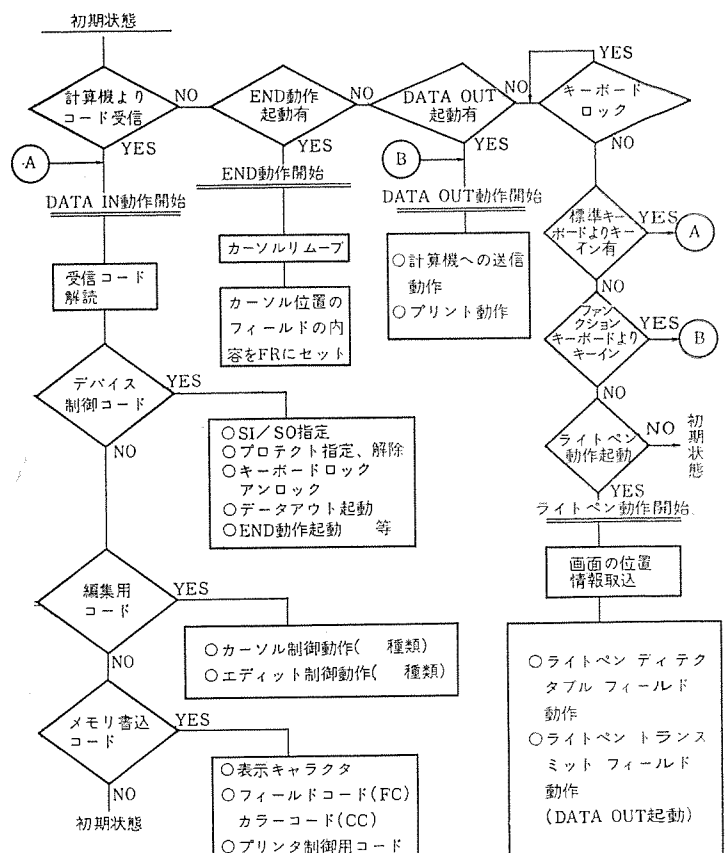 初期状態
計算機より
コード受信
NO
YES
A
DATA IN動作開始
受信コード
解読
デバイス
制御コード
YES
NO
○SI/SO指定
○プロテクト指定、解除
○キーボードロック
アンロック
○データアウト起動
○END動作起動 等
編集用
コード
YES
NO
○カーソル制御動作( 種類)
○エディット制御動作( 種類)
メモリ書込
コード
YES
NO
初期状態
○表示キャラクタ
○フィールドコード(FC)
カラーコード(CC)
○プリンタ制御用コード
END動作
起動有
NO
YES
END動作開始
カーソルリムーブ
カーソル位置の
フィールドの内
容をFRにセット
DATA OUT
起動有
NO
YES
B
DATA OUT動作開始
○計算機への送信
動作
○プリント動作
キーボード
ロック
YES
NO
標準キー
ボードよりキー
イン有
YES
A
NO
ファン
クション
キーボードより
キーイン
YES
B
NO
ライトペン
動作起動
NO
初期状態
YES
ライトペン動作開始
画面の位置
情報取込
○ライトペン ディテク
タブル フィールド
動作
○ライトペン トランス
ミット フィールド
動作
(DATA OUT起動)